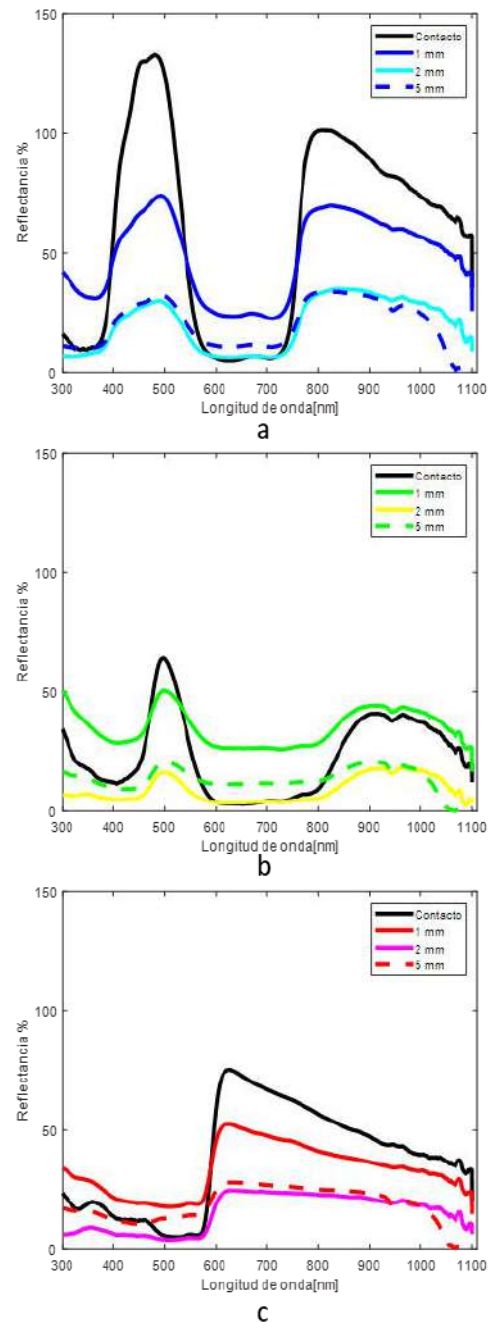 150
100
50
0
Reflectancia %
Contacto
1 mm
2 mm
5 mm
300 400 500 600 700 800 900 1000 1100
Longitud de onda[nm]
a
150
100
50
0
Reflectancia %
Contacto
1 mm
2 mm
5 mm
300 400 500 600 700 800 900 1000 1100
Longitud de onda[nm]
b
150
100
50
0
Reflectancia %
Contacto
1 mm
2 mm
5 mm
300 400 500 600 700 800 900 1000 1100
Longitud de onda[nm]
c